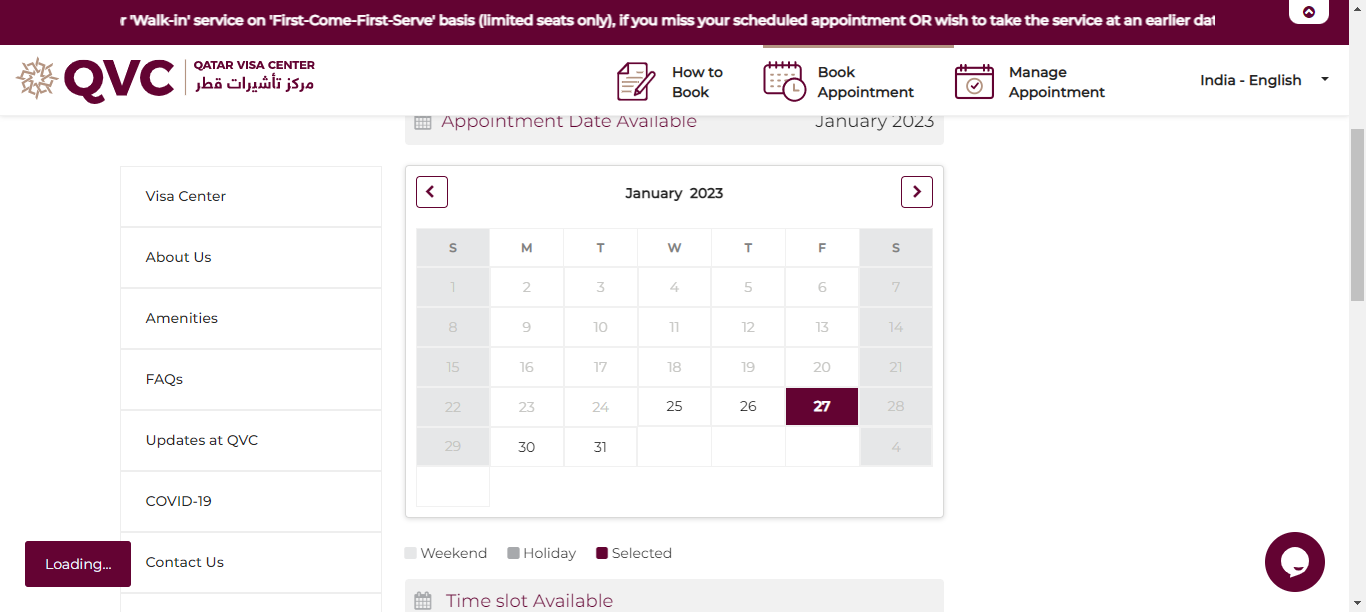 'Walk-in' service on 'First-Come-First-Serve' basis (limited seats only), if you miss your scheduled appointment OR wish to take the service at an earlier
QVC
QATAR VISA CENTER
مركز تأشيرات قطر
How to
Book
Book
Appointment
Manage
Appointment
India - English
Appointment Date Available January 2023
Visa Center
About Us
Amenities
FAQs
Updates at QVC
COVID-19
Contact Us
Loading...
January 2023
S M T W T F S
1 2 3 4 5 6 7
8 9 10 11 12 13 14
15 16 17 18 19 20 21
22 23 24 25 26 27 28
29 30 31 4
Weekend Holiday Selected
Time slot Available